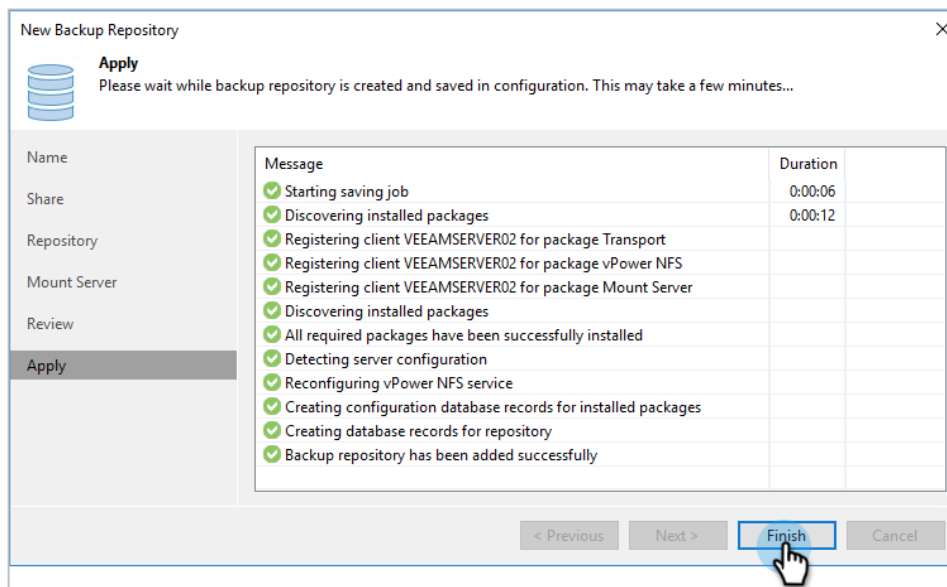 New Backup Repository
Apply
Please wait while backup repository is created and saved in configuration. This may take a few minutes...
Name
Share
Repository
Mount Server
Review
Apply
Message Duration
Starting saving job 0:00:06
Discovering installed packages 0:00:12
Registering client VEEAMSERVER02 for package Transport
Registering client VEEAMSERVER02 for package vPower NFS
Registering client VEEAMSERVER02 for package Mount Server
Discovering installed packages
All required packages have been successfully installed
Detecting server configuration
Reconfiguring vPower NFS service
Creating configuration database records for installed packages
Creating database records for repository
Backup repository has been added successfully
< Previous Next > Finish Cancel